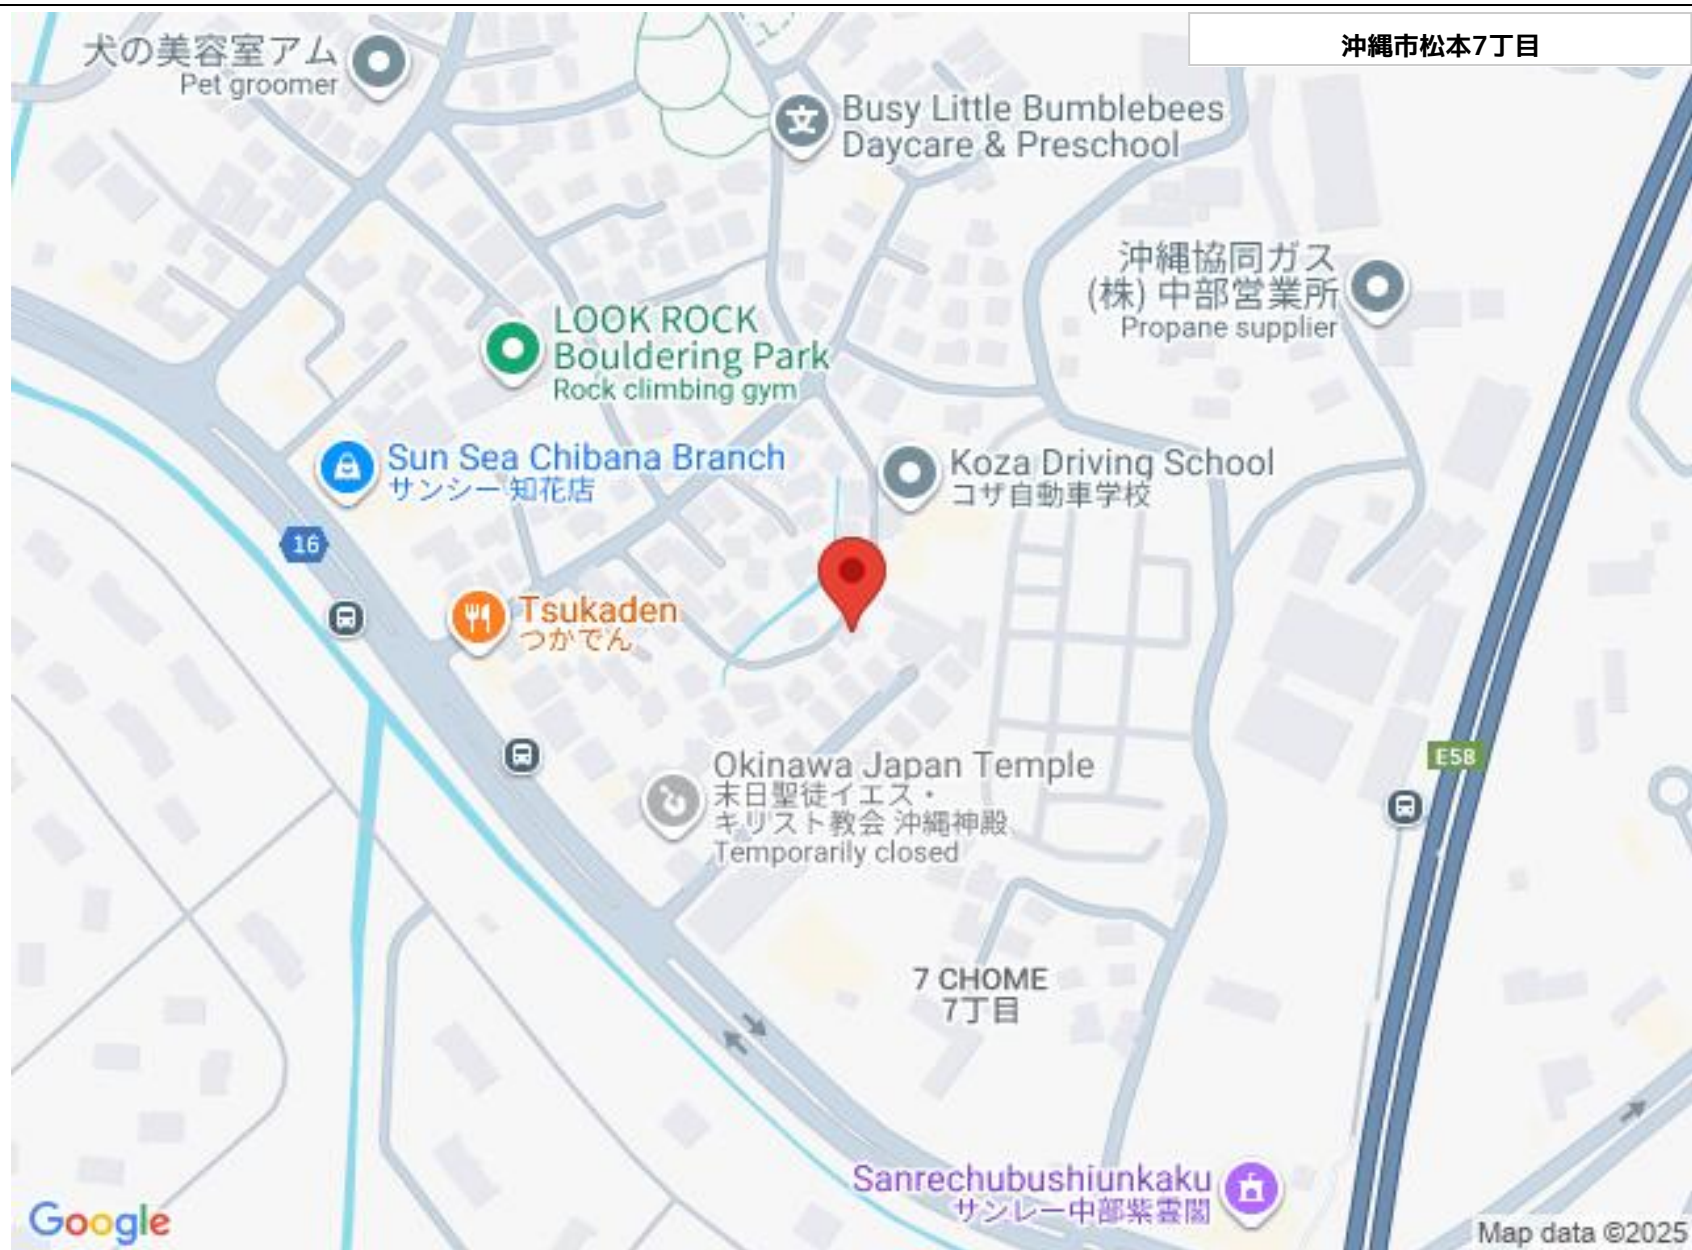 沖縄市松本7丁目
犬の美容室アム
Pet groomer
Busy Little Bumblebees
Daycare & Preschool
沖縄協同ガス
(株) 中部営業所
Propane supplier
LOOK ROCK
Bouldering Park
Rock climbing gym
Sun Sea Chibana Branch
サンシー 知花店
Koza Driving School
コザ自動車学校
16
Tsukaden
つかでん
E58
Okinawa Japan Temple
末日聖徒イエス・
キリスト教会 沖縄神殿
Temporarily closed
7 CHOME
7丁目
Sanrechubushiunkaku
サンレー中部紫雲閣
Google
Map data ©2025